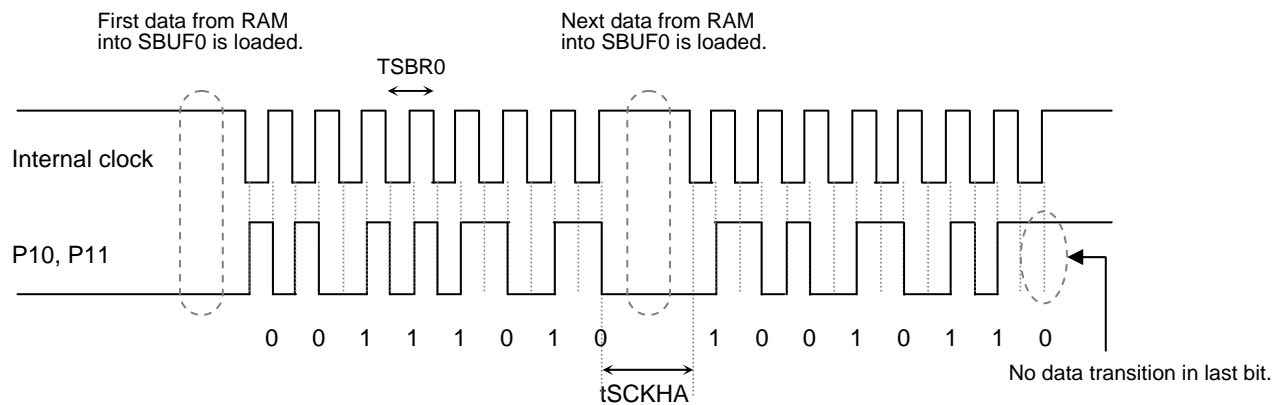 First data from RAM
into SBUF0 is loaded.
Next data from RAM
into SBUF0 is loaded.
TSBR0
Internal clock
P10, P11
0 0 1 1 1 0 1 0 1 0 0 1 0 1 1 0
tSCKHA
No data transition in last bit.